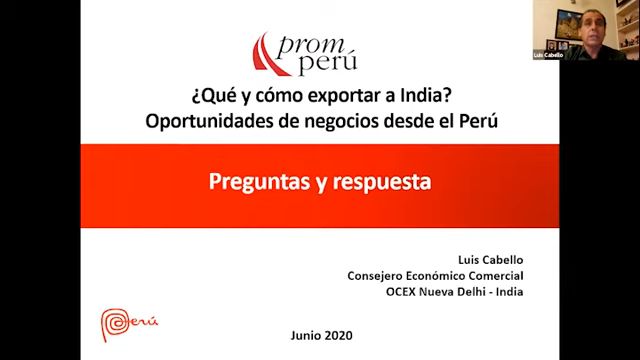 prom
perú
¿Qué y cómo exportar a India?
Oportunidades de negocios desde el Perú
Preguntas y respuesta
Luis Cabello
Consejero Económico Comercial
OCEX Nueva Delhi - India
Perú
Junio 2020
Luis Cabello